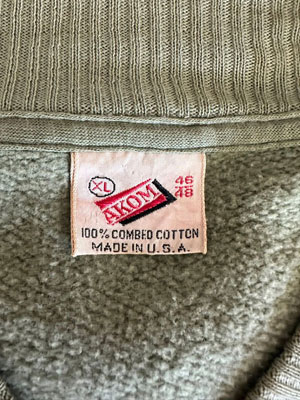 XL
AKOM
46
48
100% COMBED COTTON
MADE IN U.S.A.